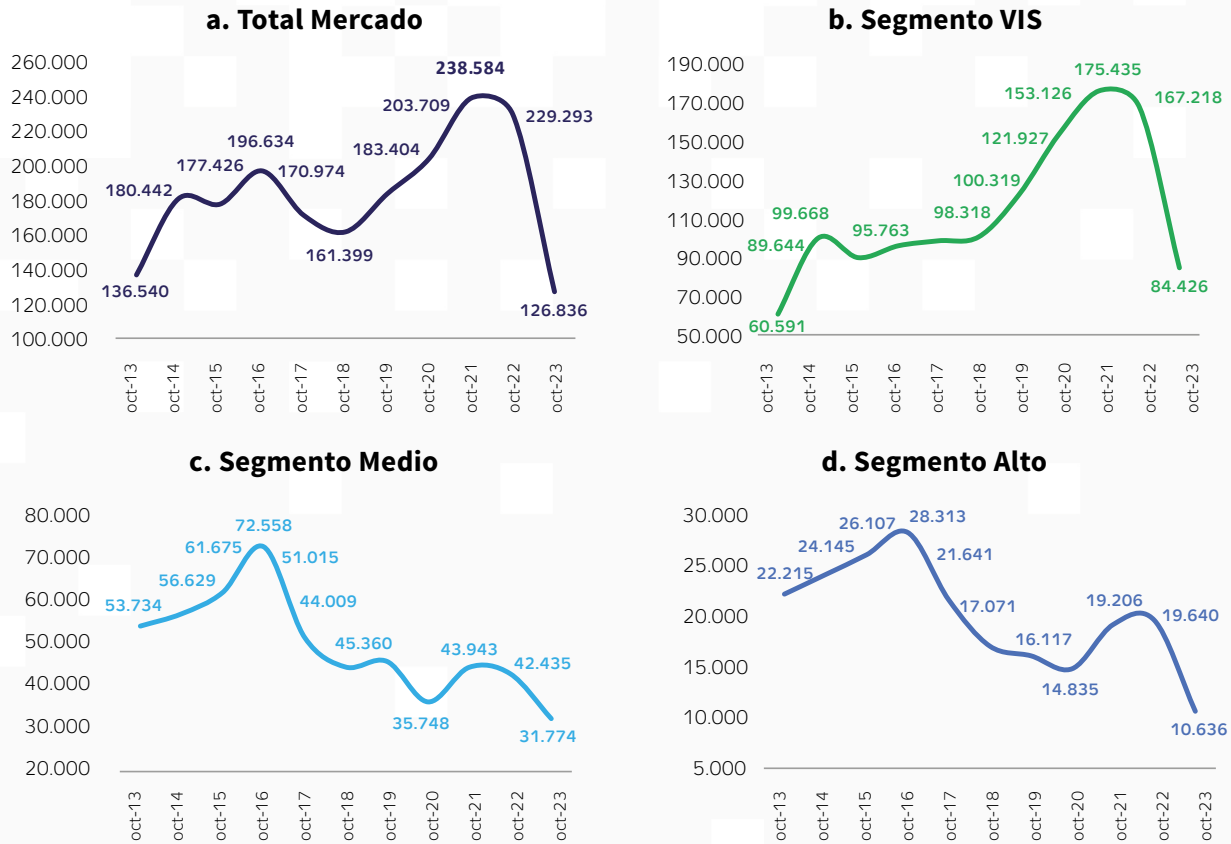 a. Total Mercado
260.000
240.000
220.000
200.000
180.000
160.000
140.000
120.000
100.000
136.540
180.442
177.426
196.634
170.974
161.399
183.404
203.709
238.584
229.293
126.836
oct-13
oct-14
oct-15
oct-16
oct-17
oct-18
oct-19
oct-20
oct-21
oct-22
oct-23
b. Segmento VIS
190.000
170.000
150.000
130.000
110.000
90.000
70.000
50.000
60.591
99.668
89.644
95.763
98.318
100.319
121.927
153.126
175.435
167.218
84.426
oct-13
oct-14
oct-15
oct-16
oct-17
oct-18
oct-19
oct-20
oct-21
oct-22
oct-23
c. Segmento Medio
80.000
70.000
60.000
50.000
40.000
30.000
20.000
53.734
56.629
61.675
72.558
51.015
44.009
45.360
35.748
43.943
42.435
31.774
oct-13
oct-14
oct-15
oct-16
oct-17
oct-18
oct-19
oct-20
oct-21
oct-22
oct-23
d. Segmento Alto
30.000
25.000
20.000
15.000
10.000
5.000
22.215
24.145
26.107
28.313
21.641
17.071
16.117
14.835
19.206
19.640
10.636
oct-13
oct-14
oct-15
oct-16
oct-17
oct-18
oct-19
oct-20
oct-21
oct-22
oct-23